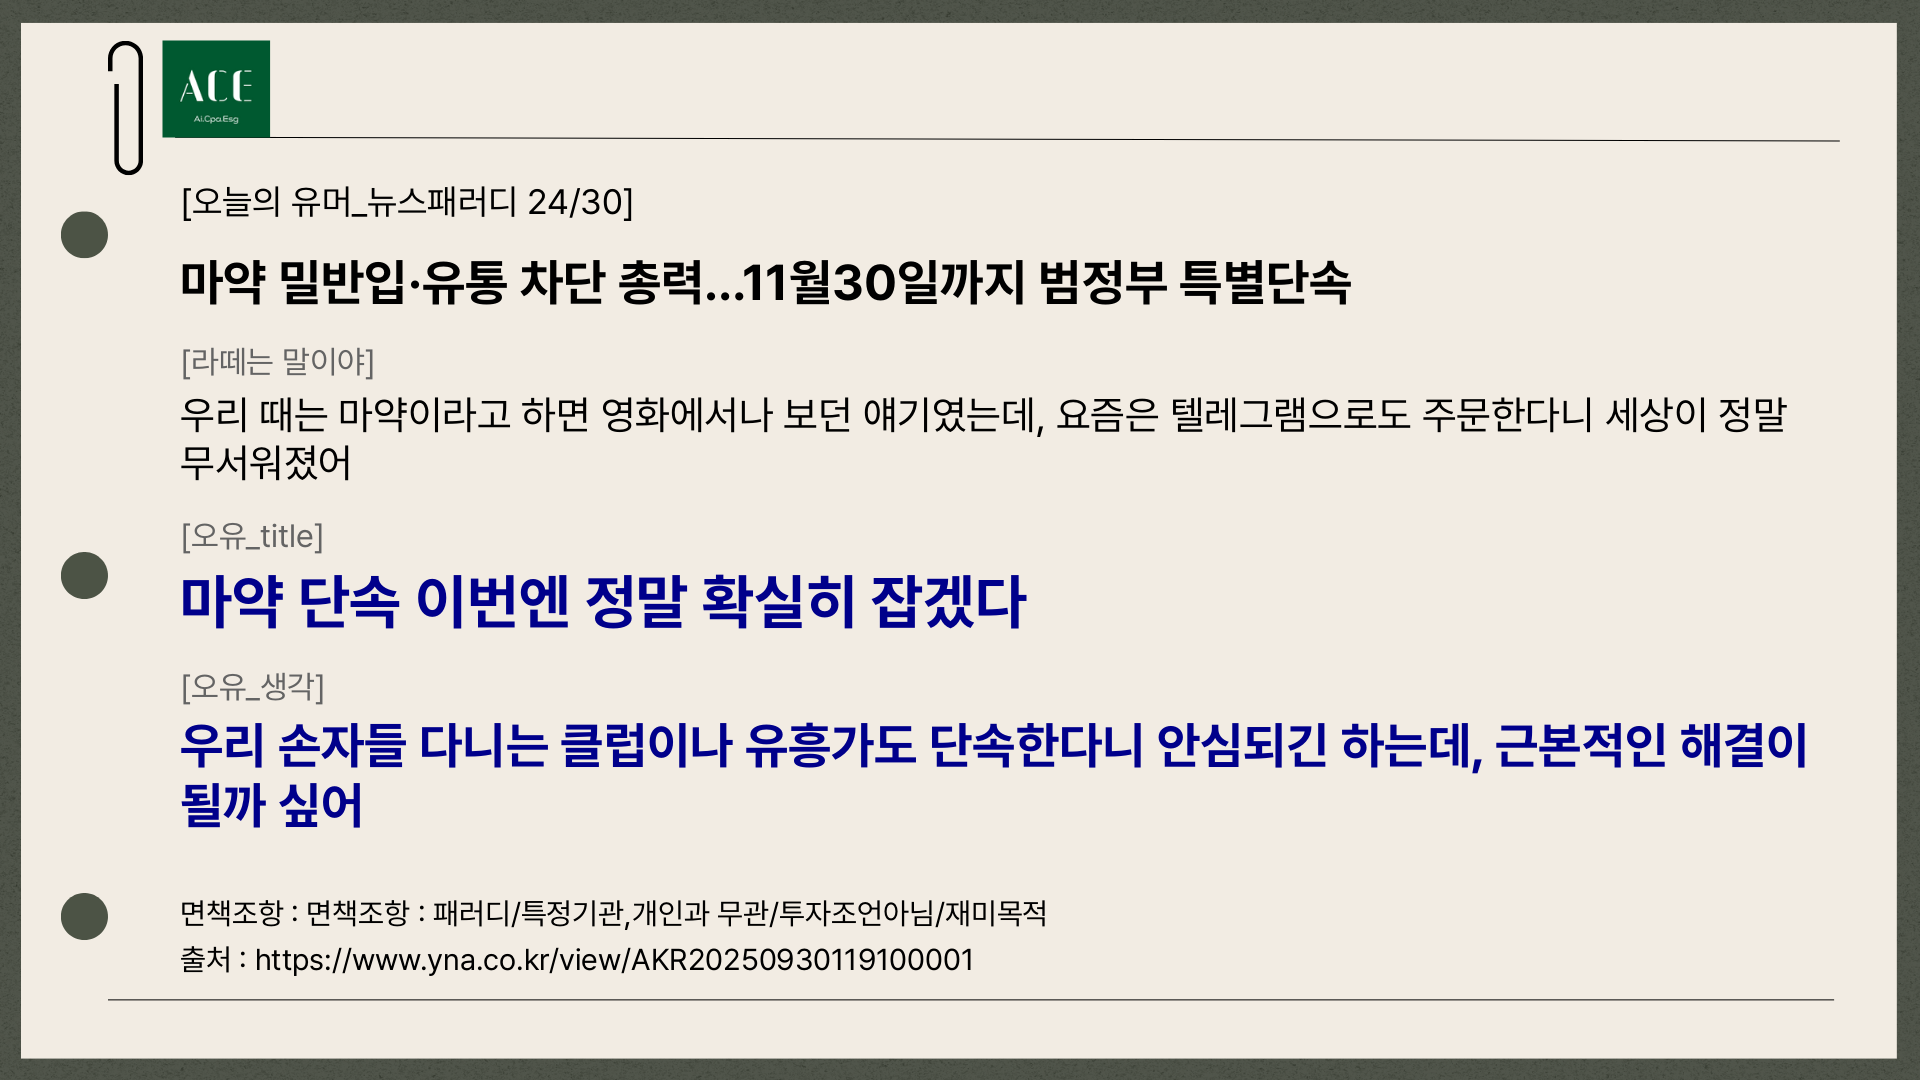 ACE
Ai.Cpa.Esg
[오늘의 유머_뉴스패러디 24/30]
마약 밀반입·유통 차단 총력...11월30일까지 범정부 특별단속
[라떼는 말이야]
우리 때는 마약이라고 하면 영화에서나 보던 얘기였는데, 요즘은 텔레그램으로도 주문한다니 세상이 정말
무서워졌어
[오유_title]
마약 단속 이번엔 정말 확실히 잡겠다
[오유_생각]
우리 손자들 다니는 클럽이나 유흥가도 단속한다니 안심되긴 하는데, 근본적인 해결이
될까 싶어
면책조항 : 면책조항 : 패러디/특정기관,개인과 무관/투자조언아님/재미목적
출처 : https://www.yna.co.kr/view/AKR20250930119100001